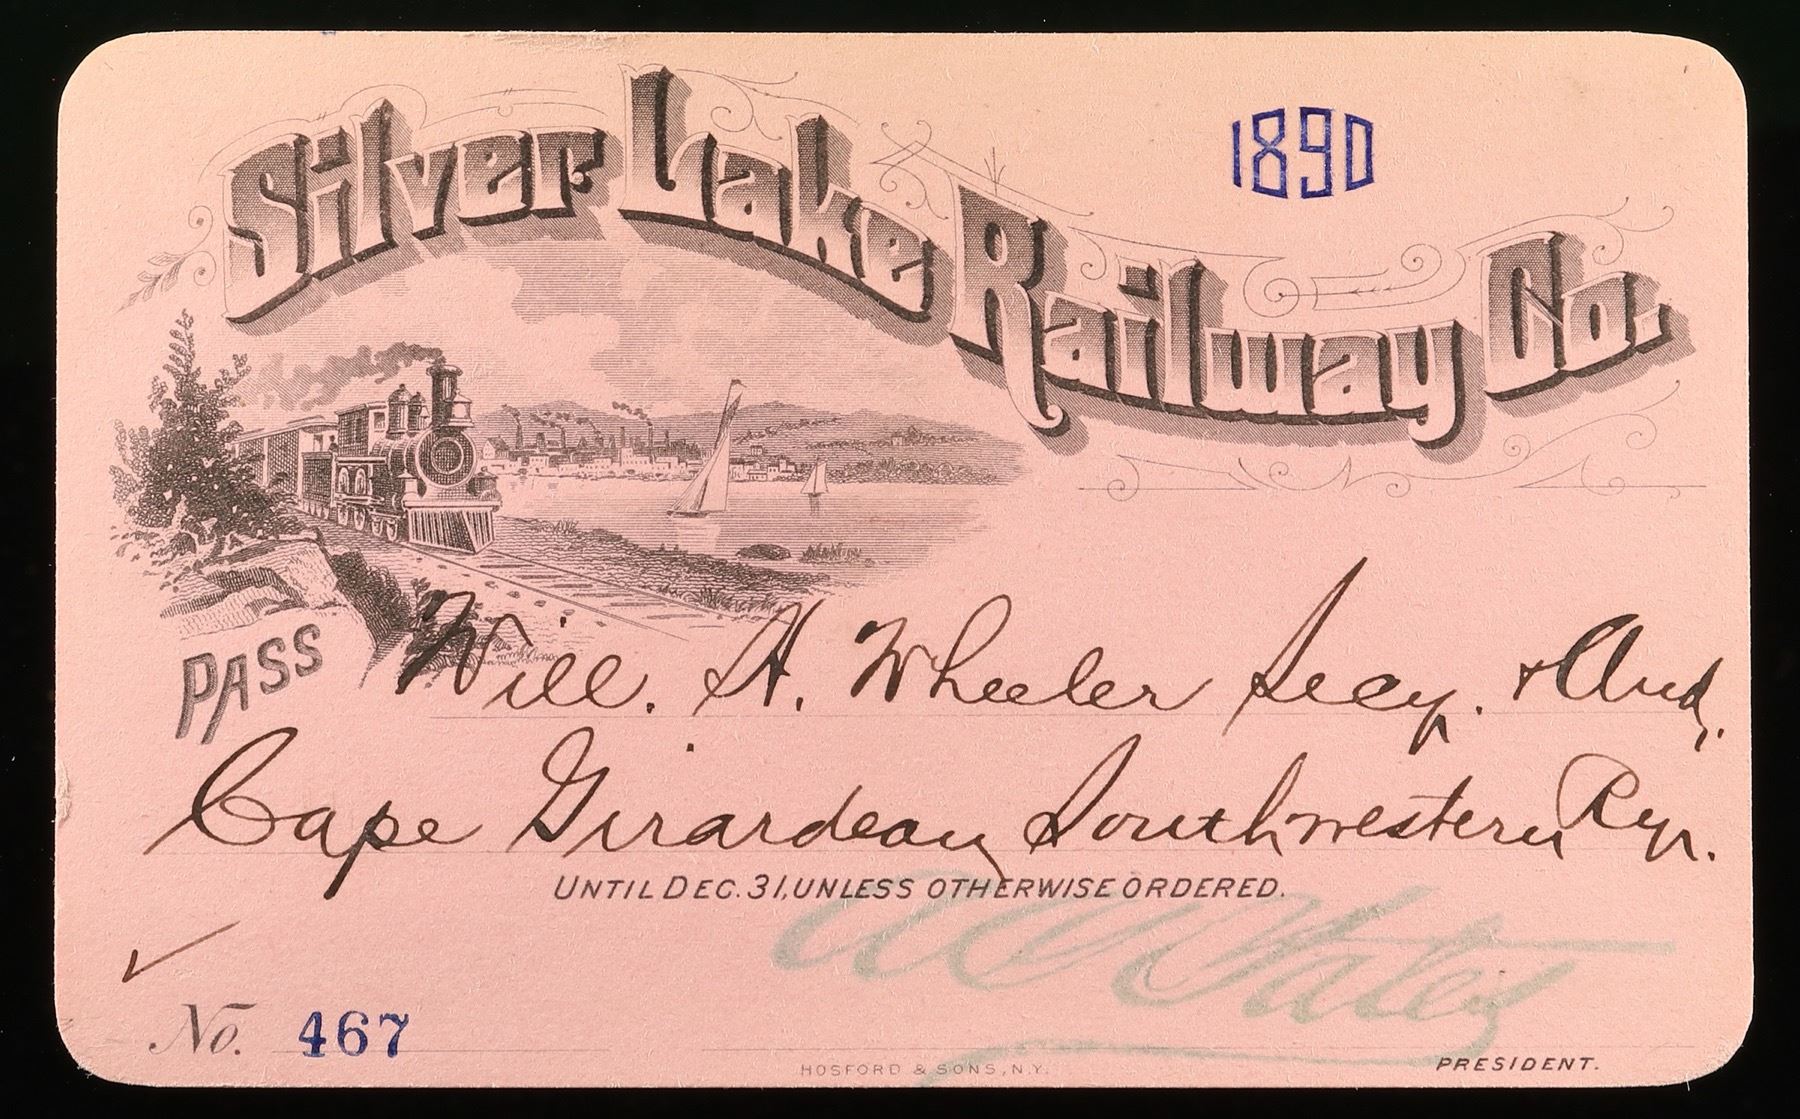 Silver Lake Railway Co.
1890
PASS Will. H. Wheeler Secy. & Aud.
Cape Girardeau Southwestern Ry.
UNTIL DEC. 31, UNLESS OTHERWISE ORDERED.
No. 467
HOSFORD & SONS, N.Y.
PRESIDENT.